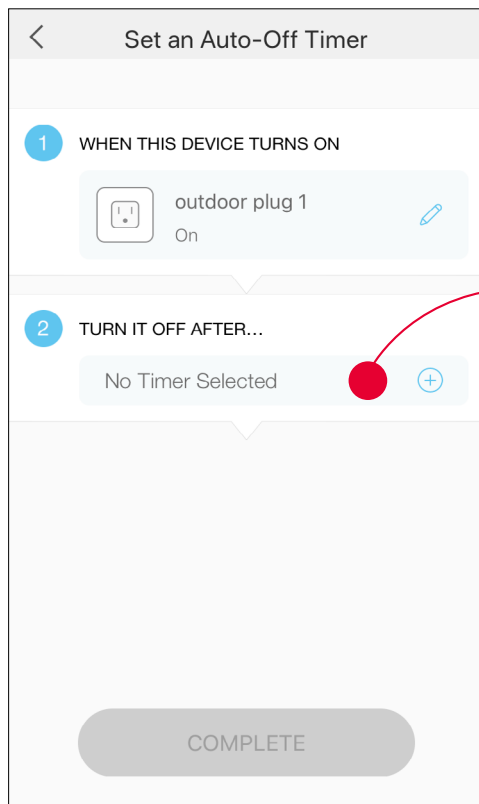 Set an Auto-Off Timer
1 WHEN THIS DEVICE TURNS ON
outdoor plug 1
On
2 TURN IT OFF AFTER...
No Timer Selected
COMPLETE